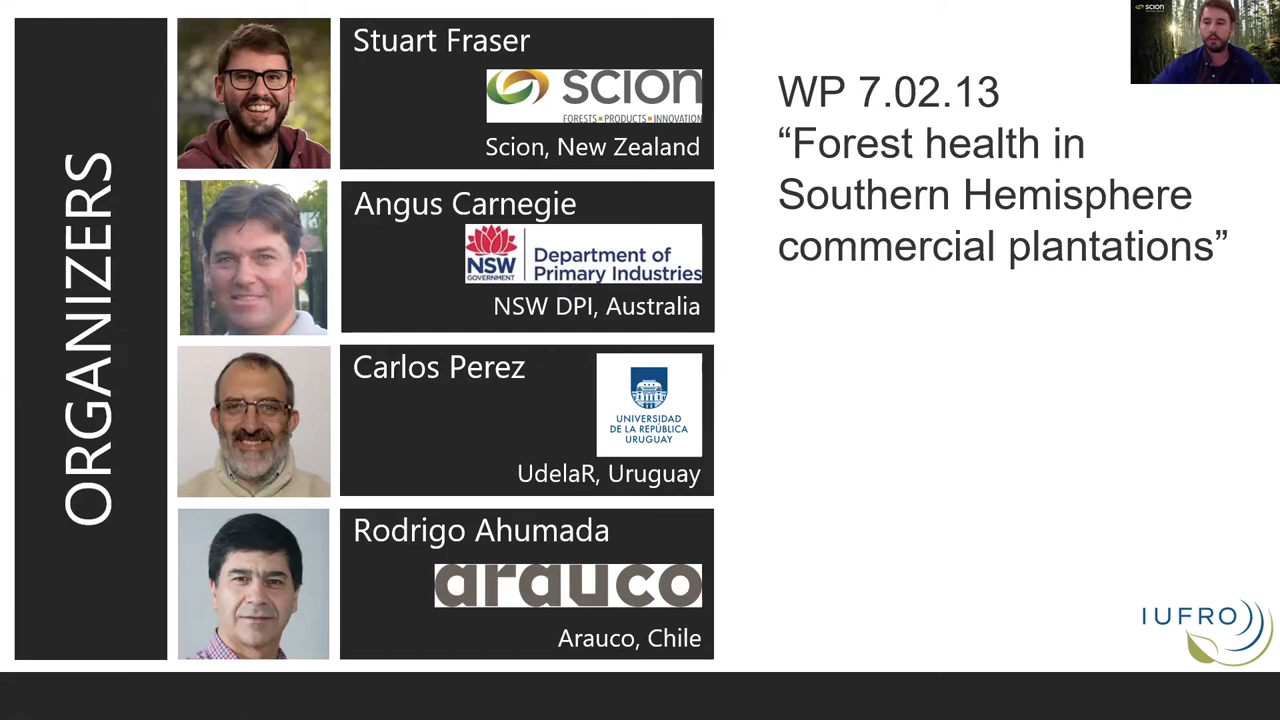 ORGANIZERS
Stuart Fraser
scion
FORESTS PRODUCTS INNOVATION
Scion, New Zealand
Angus Carnegie
NSW
GOVERNMENT
Department of
Primary Industries
NSW DPI, Australia
Carlos Perez
UNIVERSIDAD
DE LA REPÚBLICA
URUGUAY
UdelaR, Uruguay
Rodrigo Ahumada
arauco
Arauco, Chile
scion
WP 7.02.13
“Forest health in
Southern Hemisphere
commercial plantations”
IUFRO